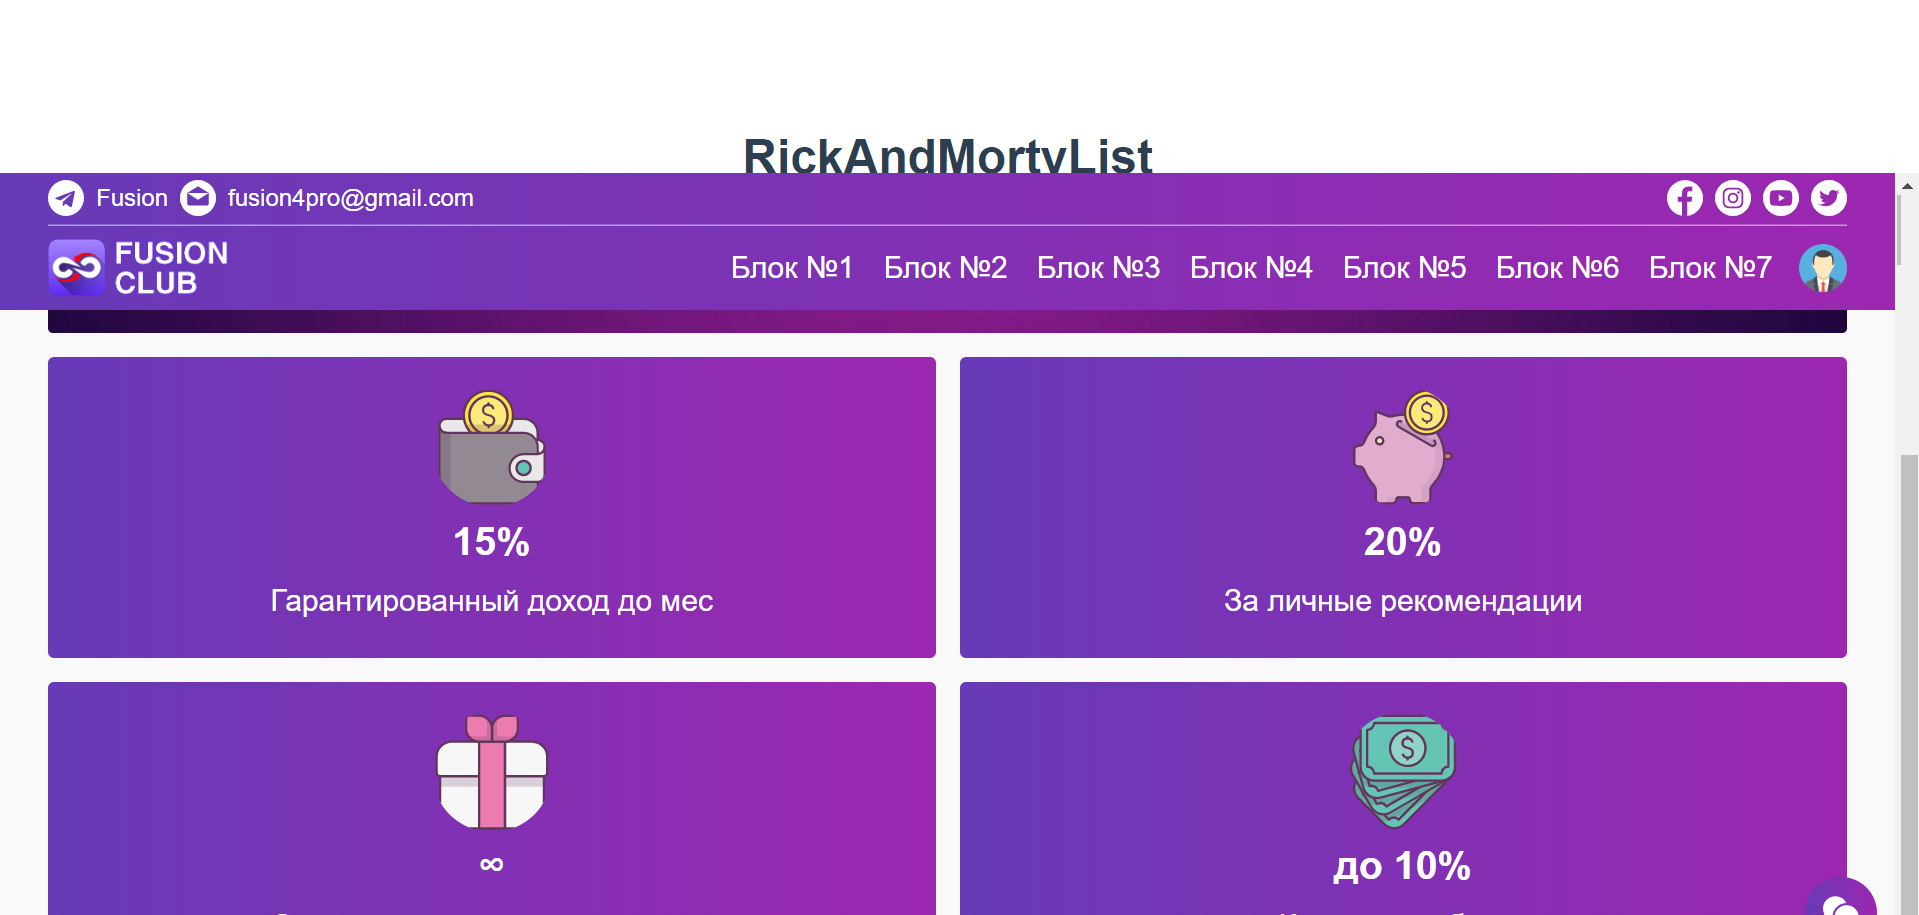 RickAndMortyList
Fusion fusion4pro@gmail.com
FUSION
CLUB
Блок №1 Блок №2 Блок №3 Блок №4 Блок №5 Блок №6 Блок №7
15%
Гарантированный доход до мес
20%
За личные рекомендации
∞
до 10%